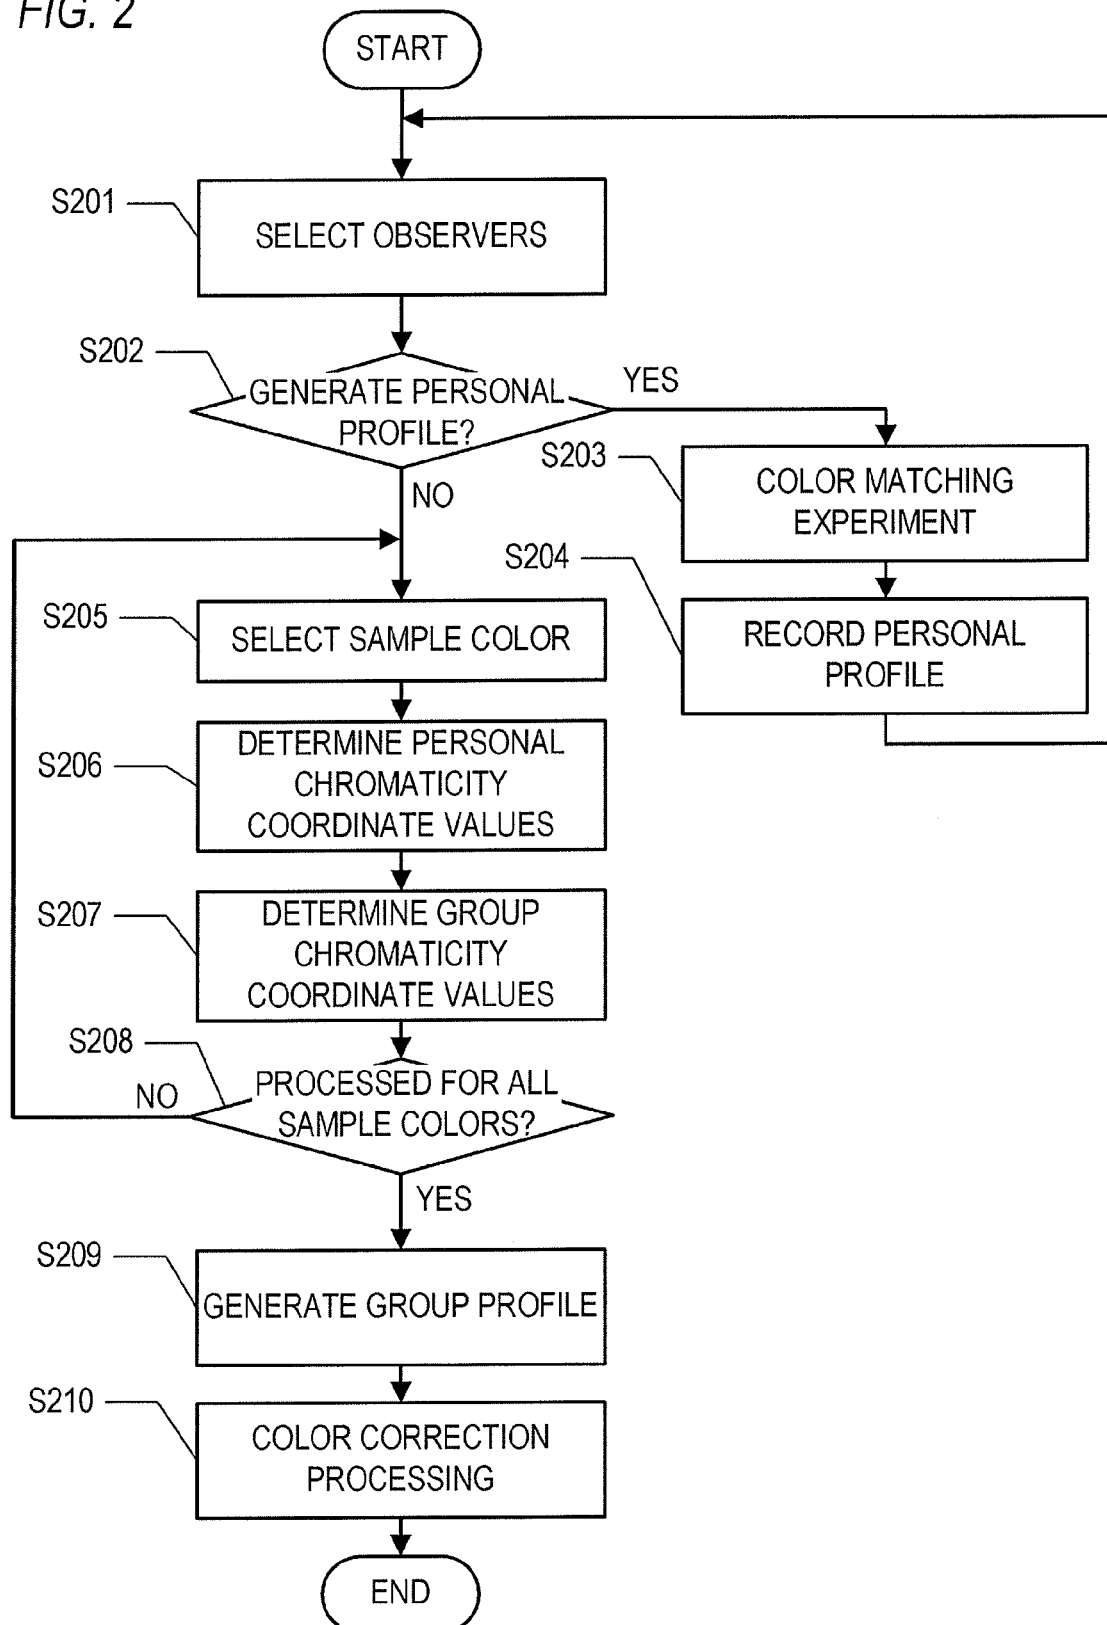 FIG. 2
START
S201
SELECT OBSERVERS
S202
GENERATE PERSONAL
PROFILE?
YES
NO
S203
COLOR MATCHING
EXPERIMENT
S204
RECORD PERSONAL
PROFILE
S205
SELECT SAMPLE COLOR
S206
DETERMINE PERSONAL
CHROMATICITY
COORDINATE VALUES
S207
DETERMINE GROUP
CHROMATICITY
COORDINATE VALUES
S208
PROCESSED FOR ALL
SAMPLE COLORS?
NO
YES
S209
GENERATE GROUP PROFILE
S210
COLOR CORRECTION
PROCESSING
END